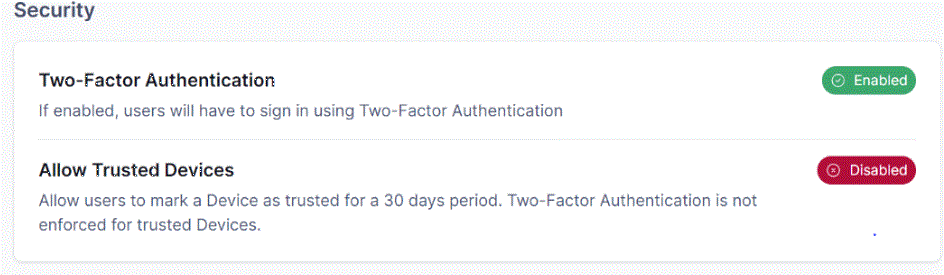 Security
Two-Factor Authentication
Enabled
If enabled, users will have to sign in using Two-Factor Authentication
Allow Trusted Devices
Disabled
Allow users to mark a Device as trusted for a 30 days period. Two-Factor Authentication is not
enforced for trusted Devices.